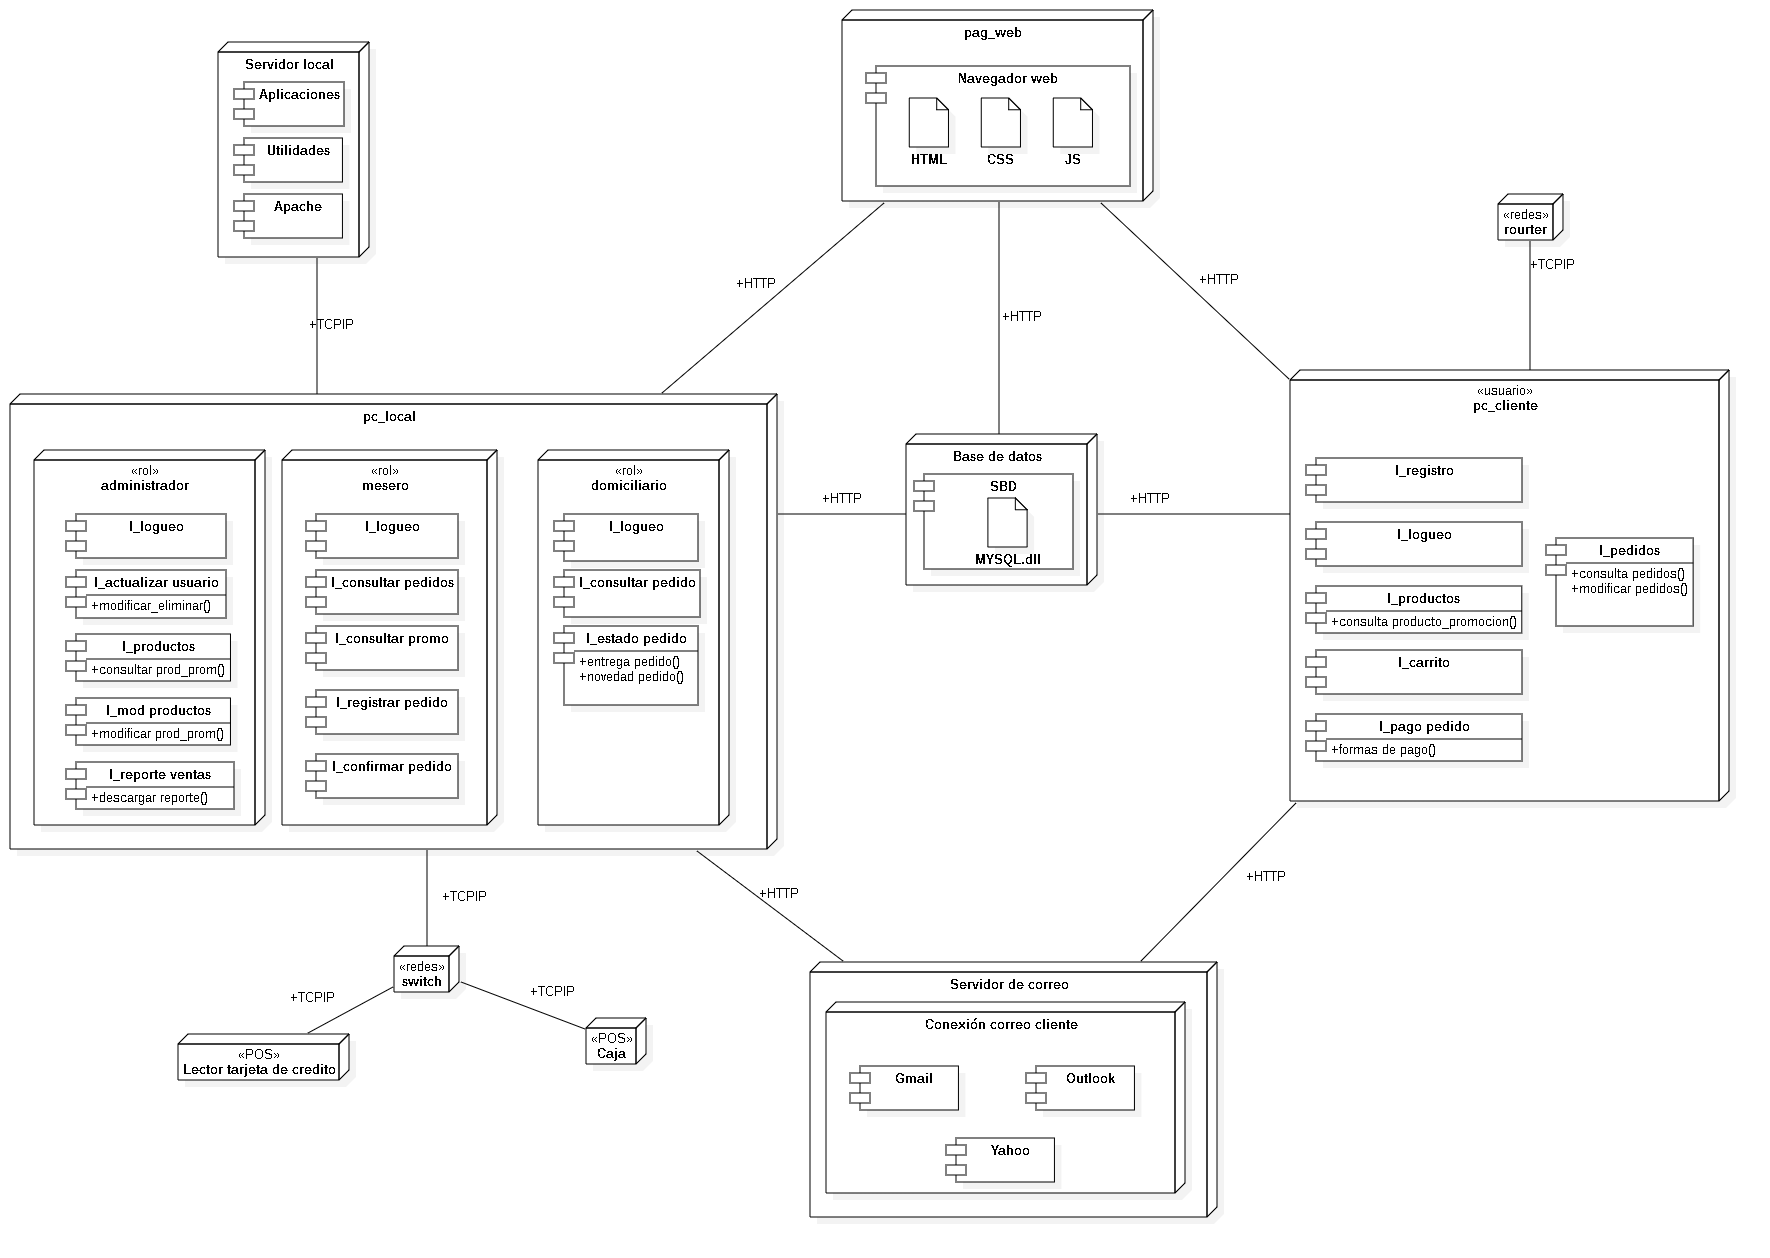 pag_web
Navegador web
HTML
CSS
JS
Servidor local
Aplicaciones
Utilidades
Apache
«redes»
rourter
+TCPIP
+HTTP
+HTTP
+HTTP
+TCPIP
pc_local
«rol»
administrador
I_logueo
I_actualizar usuario
+modificar_eliminar()
I_productos
+consultar prod_prom()
I_mod productos
+modificar prod_prom()
I_reporte ventas
+descargar reporte()
«rol»
mesero
I_logueo
I_consultar pedidos
I_consultar promo
I_registrar pedido
I_confirmar pedido
«rol»
domiciliario
I_logueo
I_consultar pedido
I_estado pedido
+entrega pedido()
+novedad pedido()
+HTTP
Base de datos
SBD
MYSQL.dll
+HTTP
«usuario»
pc_cliente
I_registro
I_logueo
I_productos
+consulta producto_promocion()
I_carrito
I_pago pedido
+formas de pago()
I_pedidos
+consulta pedidos()
+modificar pedidos()
+TCPIP
+HTTP
+HTTP
«redes»
switch
+TCPIP
+TCPIP
«POS»
Lector tarjeta de credito
«POS»
Caja
Servidor de correo
Conexión correo cliente
Gmail
Outlook
Yahoo